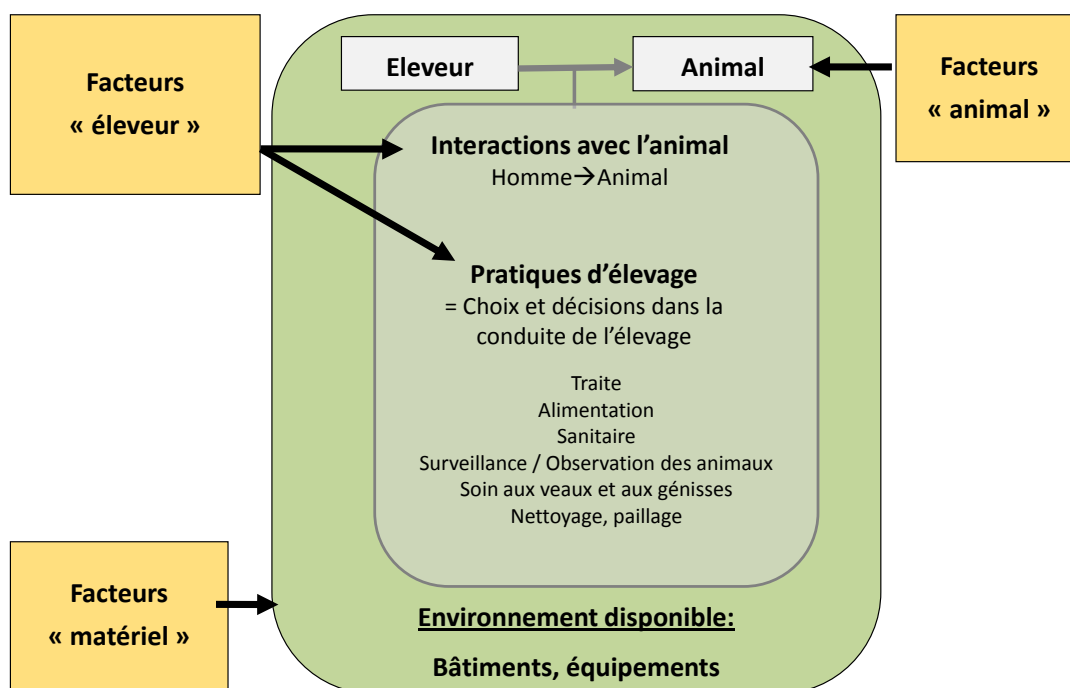 Facteurs
« éleveur »
Eleveur
Animal
Facteurs
« animal »
Interactions avec l'animal
Homme→Animal
Pratiques d'élevage
= Choix et décisions dans la
conduite de l'élevage
Traite
Alimentation
Sanitaire
Surveillance / Observation des animaux
Soin aux veaux et aux génisses
Nettoyage, paillage
Facteurs
« matériel »
Environnement disponible:
Bâtiments, équipements